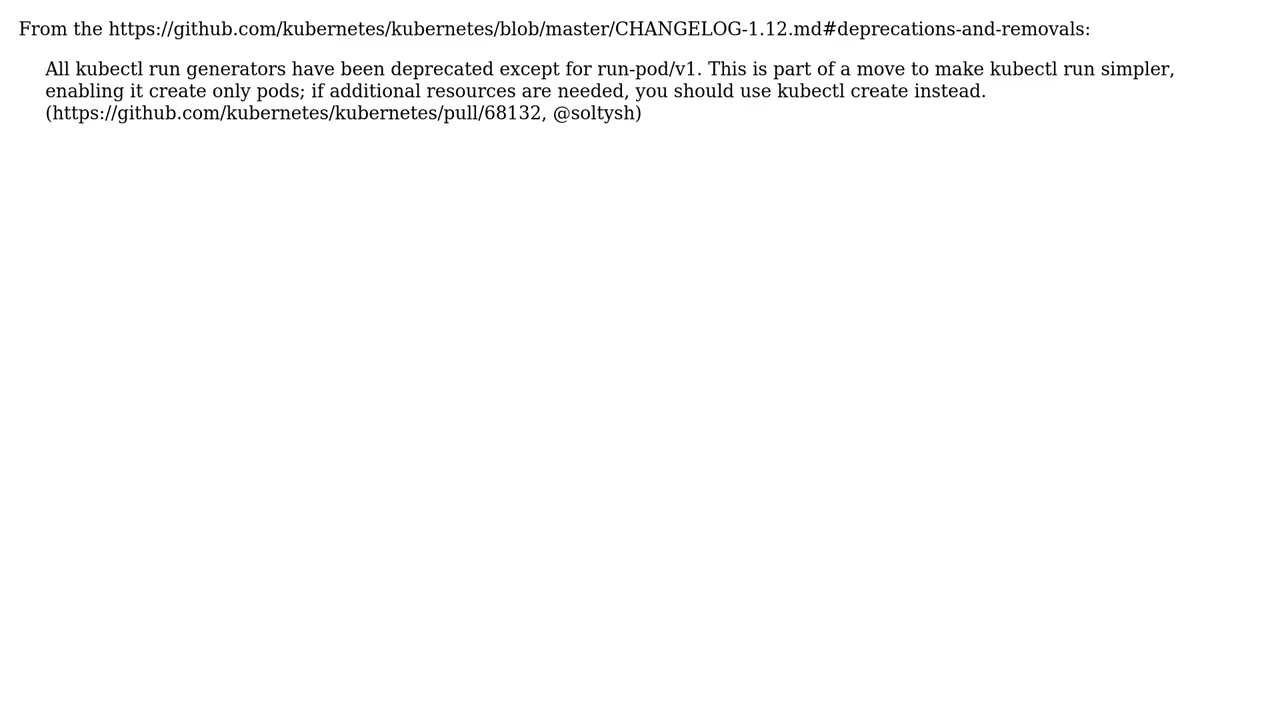 From the https://github.com/kubernetes/kubernetes/blob/master/CHANGELOG-1.12.md#deprecations-and-removals:
All kubectl run generators have been deprecated except for run-pod/v1. This is part of a move to make kubectl run simpler,
enabling it create only pods; if additional resources are needed, you should use kubectl create instead.
(https://github.com/kubernetes/kubernetes/pull/68132, @soltysh)